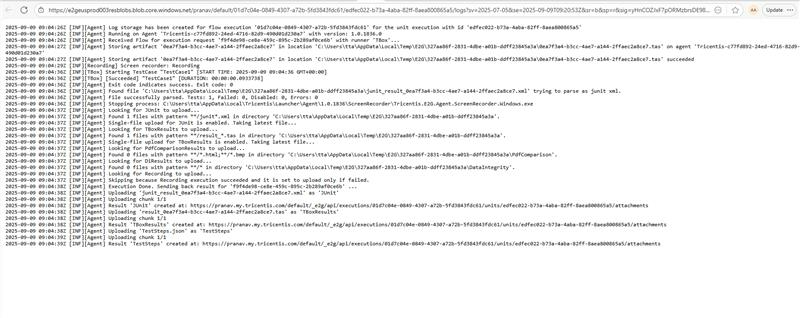 https://e2geusprod003resblobs.blob.core.windows.net/pranav/default/01d7c04e-0849-4307-a72b-5fd3843fdc61/edfec022-b73a-4aba-82ff-8aea800865a5/logs?sv=2025-07-05&se=2025-09-09T09:20:53Z&sr=b&sp=r&sig=
AA Update
2025-09-09 09:04:26Z [INF][Agent] Log storage has been created for flow execution '01d7c04e-0849-4307-a72b-5fd3843fdc61' for the unit execution with id 'edfec022-b73a-4aba-82ff-8aea800865a5'
2025-09-09 09:04:26Z [INF][Agent] Running on Agent 'Tricentis-c77fd892-24ed-4716-82d9-490d01d230a7' with version: 1.0.1836.0
2025-09-09 09:04:27Z [INF][Agent] Received Flow for execution request 'f9f4de98-ce8a-459c-895c-2b289af0ce6b' with runner 'TBox'...
2025-09-09 09:04:27Z [INF][Agent] Storing artifact '0ea7f3a4-b3cc-4ae7-a144-2ffaec2a8ce7' in location 'C:\Users\tta\AppData\Local\Temp\E2G\327aa86f-2831-4dbe-a01b-ddff23845a3a\0ea7f3a4-b3cc-4ae7-a144-2ffaec2a8ce7.tas' on agent 'Tricentis-c77fd892-24ed-4716-82d9-
490d01d230a7'
2025-09-09 09:04:27Z [INF][Agent] Storing artifact '0ea7f3a4-b3cc-4ae7-a144-2ffaec2a8ce7' in location 'C:\Users\tta\AppData\Local\Temp\E2G\327aa86f-2831-4dbe-a01b-ddff23845a3a\0ea7f3a4-b3cc-4ae7-a144-2ffaec2a8ce7.tas' succeeded
2025-09-09 09:04:29Z [INF][Recording] Screen recorder: Recording
2025-09-09 09:04:36Z [INF][TBox] Starting TestCase "TestCase1" [START TIME: 2025-09-09 09:04:36 GMT+00:00]
2025-09-09 09:04:36Z [INF][TBox] [Succeeded] "TestCase1" [DURATION: 00:00:00.0933738]
2025-09-09 09:04:36Z [INF][Agent] Exit code indicates success. Exit code: 0
2025-09-09 09:04:36Z [INF][Agent] Found file 'C:\Users\tta\AppData\Local\Temp\E2G\327aa86f-2831-4dbe-a01b-ddff23845a3a\junit_result_0ea7f3a4-b3cc-4ae7-a144-2ffaec2a8ce7.xml' trying to parse as junit xml.
2025-09-09 09:04:36Z [INF][Agent] File successfully parsed. Tests: 1, Failed: 0, Disabled: 0, Errors: 0
2025-09-09 09:04:36Z [INF][Agent] Stopping process: C:\Users\tta\AppData\Local\Tricentis\Launcher\Agent\1.0.1836\ScreenRecorder\Tricentis.E2G.Agent.ScreenRecorder.Windows.exe
2025-09-09 09:04:37Z [INF][Agent] Looking for JUnit to upload...
2025-09-09 09:04:37Z [INF][Agent] Found 1 files with pattern "**/junit*.xml in directory 'C:\Users\tta\AppData\Local\Temp\E2G\327aa86f-2831-4dbe-a01b-ddff23845a3a'.
2025-09-09 09:04:37Z [INF][Agent] Single-file upload for JUnit is enabled. Taking latest file...
2025-09-09 09:04:37Z [INF][Agent] Looking for TBoxResults to upload...
2025-09-09 09:04:37Z [INF][Agent] Found 1 files with pattern "**/result_*.tas in directory 'C:\Users\tta\AppData\Local\Temp\E2G\327aa86f-2831-4dbe-a01b-ddff23845a3a'.
2025-09-09 09:04:37Z [INF][Agent] Single-file upload for TBoxResults is enabled. Taking latest file...
2025-09-09 09:04:37Z [INF][Agent] Looking for PdfComparisonResults to upload...
2025-09-09 09:04:37Z [INF][Agent] Found 0 files with pattern "**/*.html;**/*.bmp in directory 'C:\Users\tta\AppData\Local\Temp\E2G\327aa86f-2831-4dbe-a01b-ddff23845a3a\PdfComparison'.
2025-09-09 09:04:37Z [INF][Agent] Looking for DiResults to upload...
2025-09-09 09:04:37Z [INF][Agent] Found 0 files with pattern "**/* in directory 'C:\Users\tta\AppData\Local\Temp\E2G\327aa86f-2831-4dbe-a01b-ddff23845a3a\DataIntegrity'.
2025-09-09 09:04:37Z [INF][Agent] Looking for Recording to upload...
2025-09-09 09:04:38Z [INF][Agent] Skipping because Recording execution succeeded and it is set to upload only if failed.
2025-09-09 09:04:38Z [INF][Agent] Execution Done. Sending back result for 'f9f4de98-ce8a-459c-895c-2b289af0ce6b' ...
2025-09-09 09:04:38Z [INF][Agent] Uploading 'junit_result_0ea7f3a4-b3cc-4ae7-a144-2ffaec2a8ce7.xml' as 'JUnit'
2025-09-09 09:04:38Z [INF][Agent] Uploading chunk 1/1
2025-09-09 09:04:38Z [INF][Agent] Result 'JUnit' created at: https://pranav.my.tricentis.com/default/_e2g/api/executions/01d7c04e-0849-4307-a72b-5fd3843fdc61/units/edfec022-b73a-4aba-82ff-8aea800865a5/attachments
2025-09-09 09:04:38Z [INF][Agent] Uploading 'result_0ea7f3a4-b3cc-4ae7-a144-2ffaec2a8ce7.tas' as 'TBoxResults'
2025-09-09 09:04:38Z [INF][Agent] Uploading chunk 1/1
2025-09-09 09:04:38Z [INF][Agent] Result 'TBoxResults' created at: https://pranav.my.tricentis.com/default/_e2g/api/executions/01d7c04e-0849-4307-a72b-5fd3843fdc61/units/edfec022-b73a-4aba-82ff-8aea800865a5/attachments
2025-09-09 09:04:38Z [INF][Agent] Uploading 'TestSteps.json' as 'TestSteps'
2025-09-09 09:04:39Z [INF][Agent] Uploading chunk 1/1
2025-09-09 09:04:39Z [INF][Agent] Result 'TestSteps' created at: https://pranav.my.tricentis.com/default/_e2g/api/executions/01d7c04e-0849-4307-a72b-5fd3843fdc61/units/edfec022-b73a-4aba-82ff-8aea800865a5/attachments